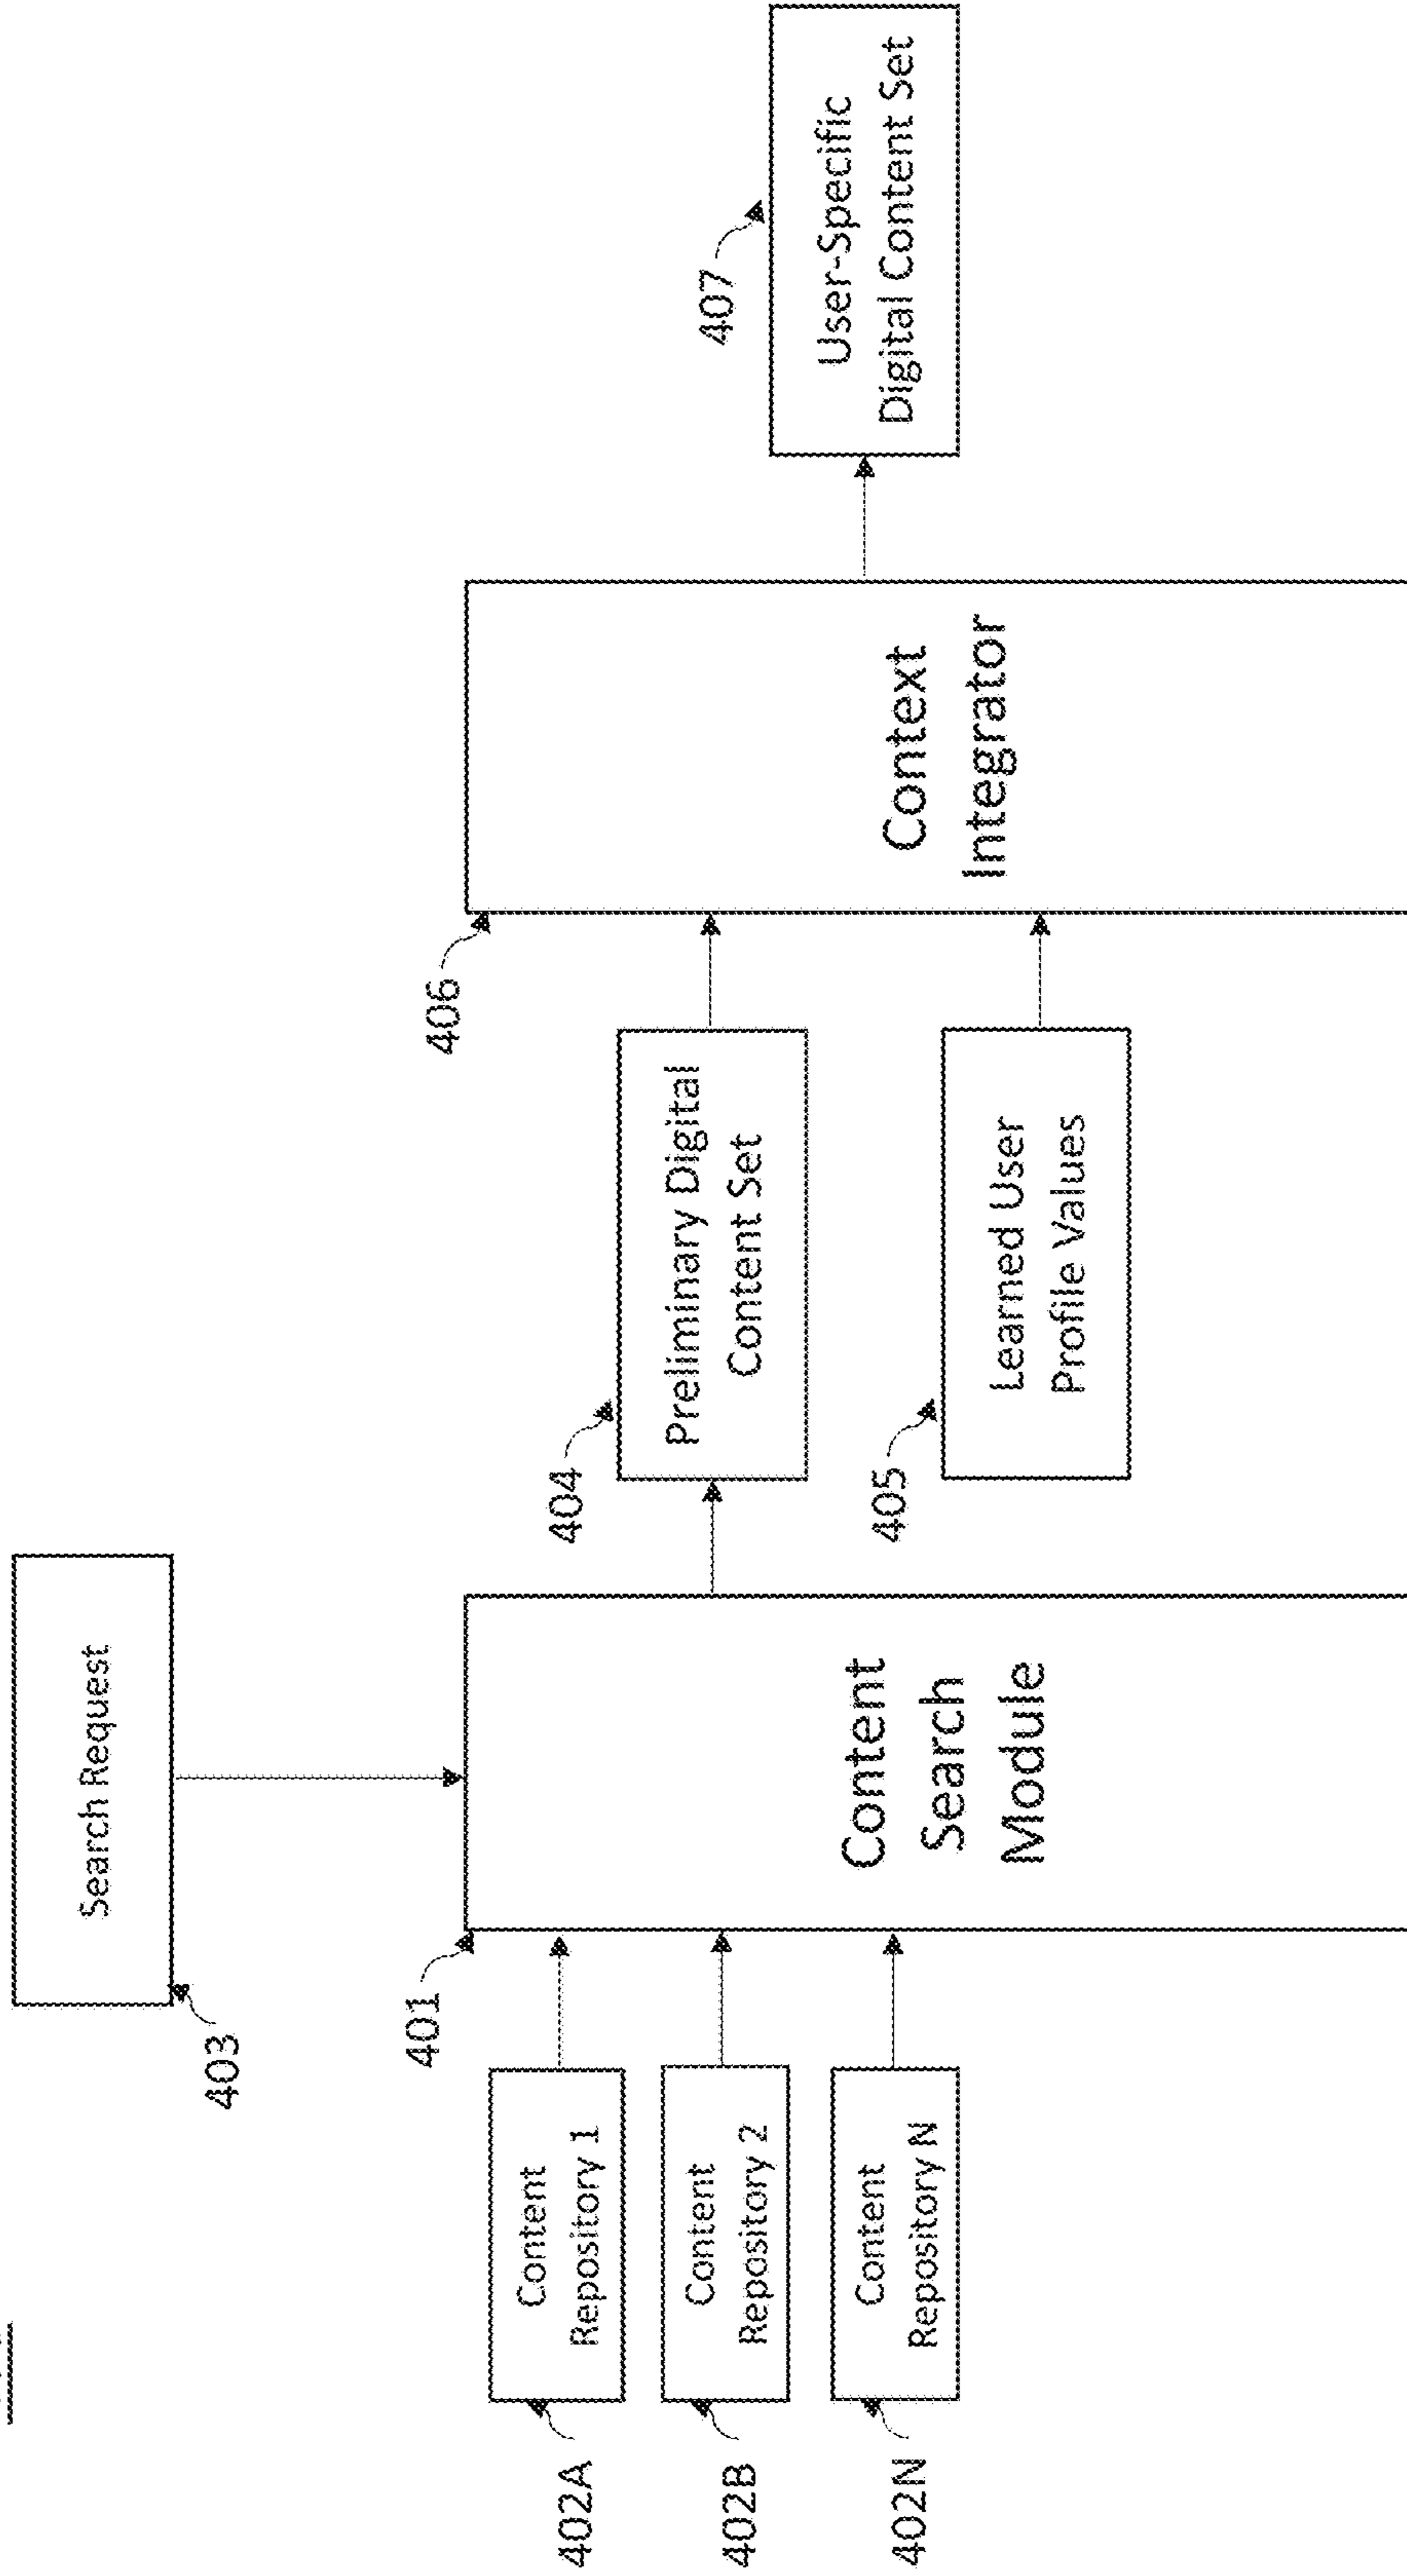 Search Request
403
401
402A
Content
Repository 1
402B
Content
Repository 2
402N
Content
Repository N
Content
Search
Module
404
Preliminary Digital
Content Set
405
Learned User
Profile Values
406
Context
Integrator
407
User-Specific
Digital Content Set